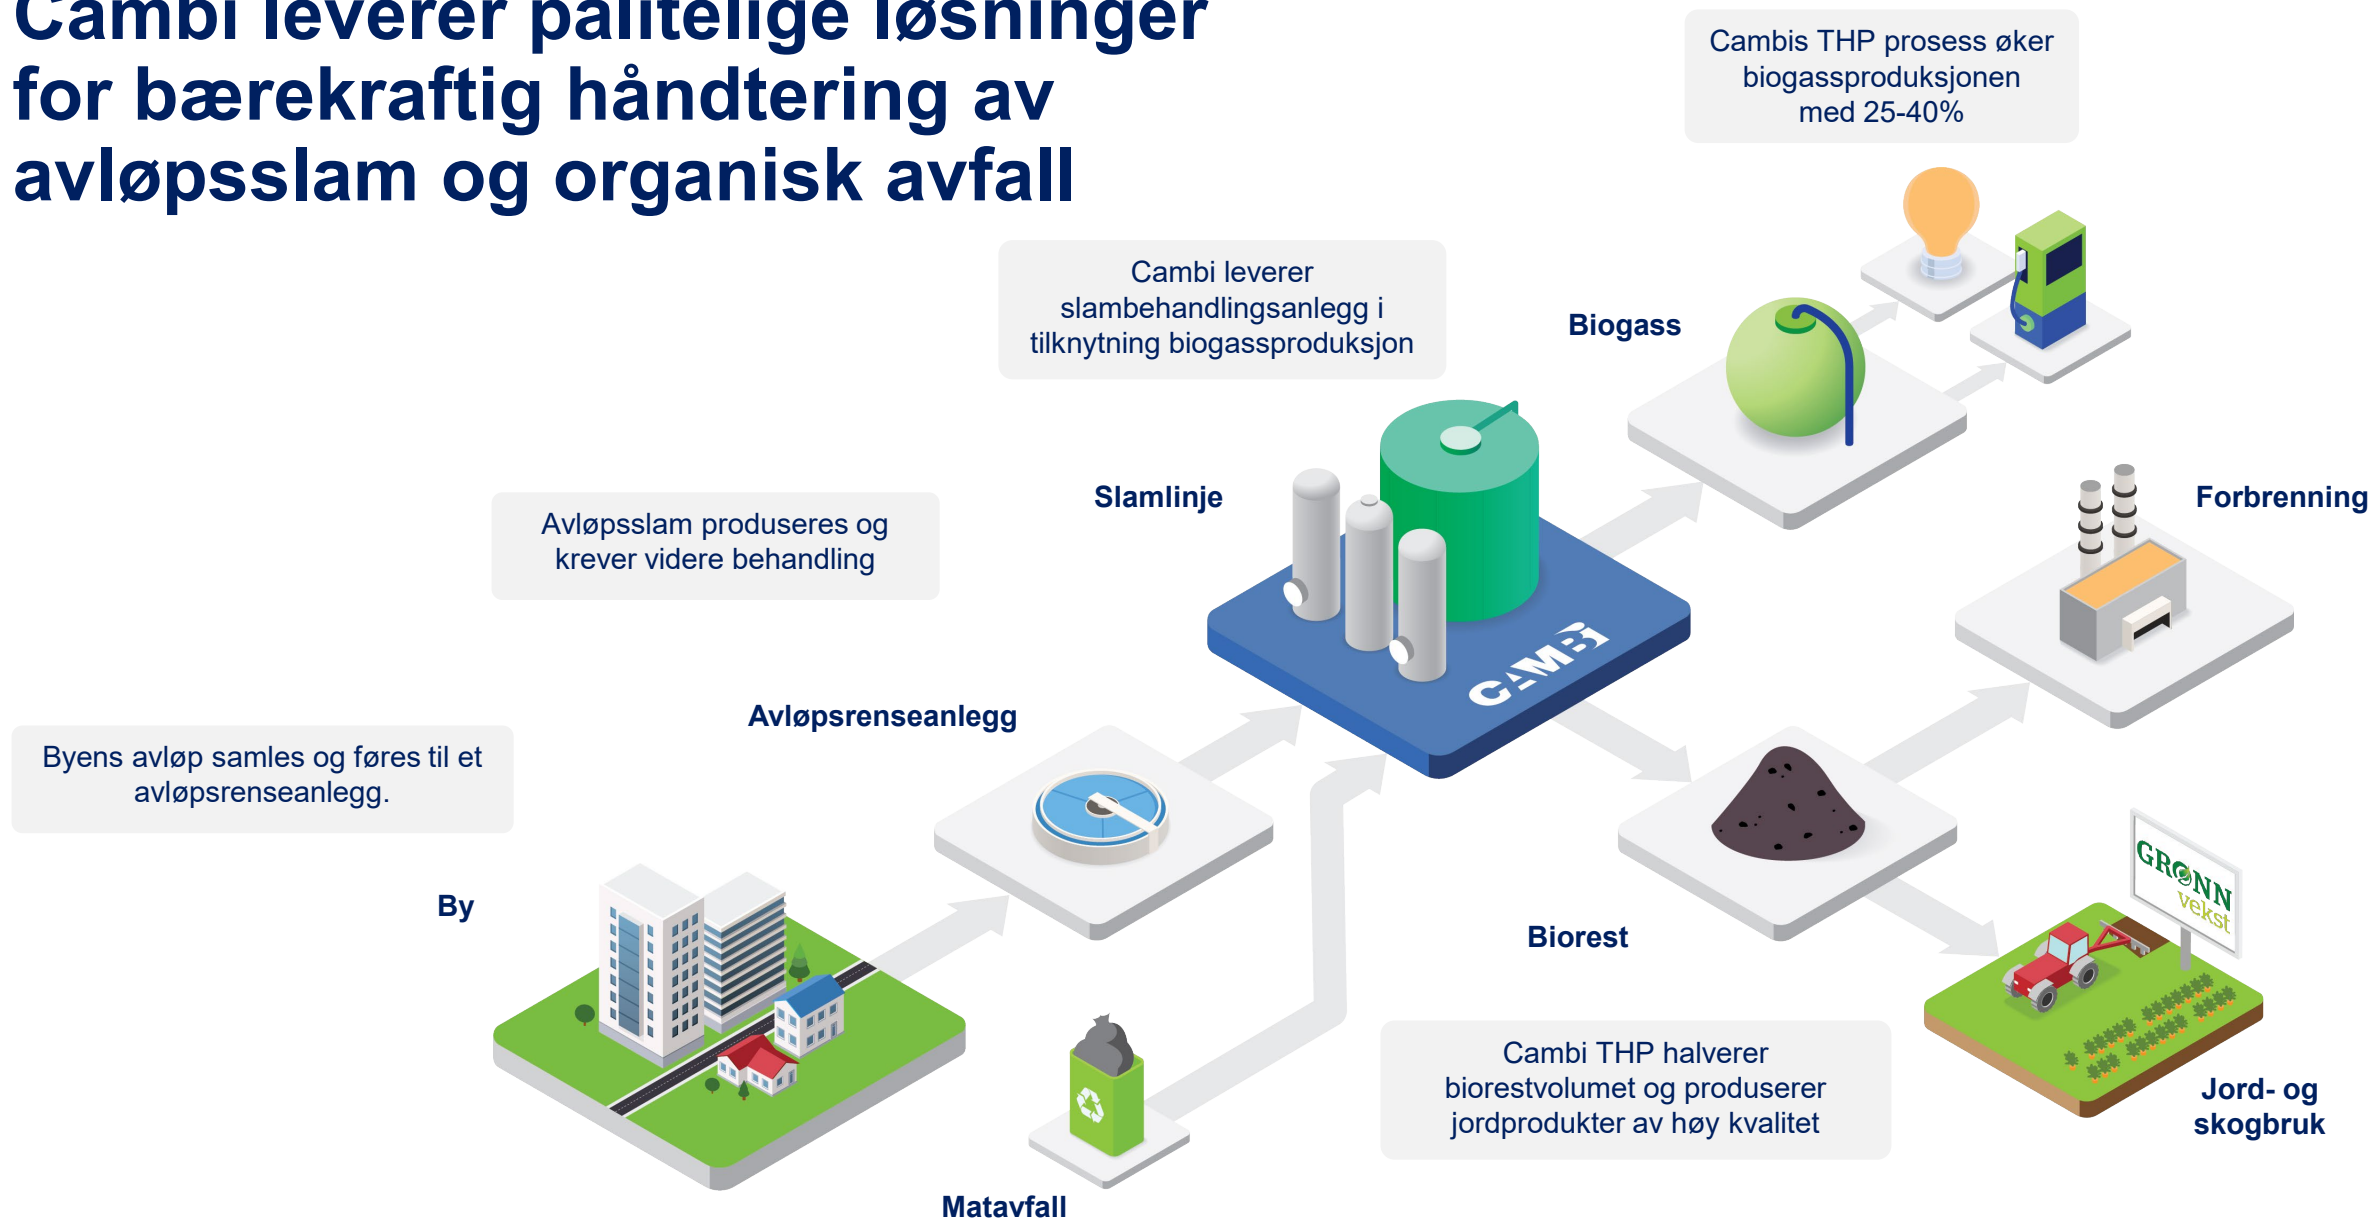 Cambi leverer pålitelige løsninger
for bærekraftig håndtering av
avløpsslam og organisk avfall
Cambis THP prosess øker
biogassproduksjonen
med 25-40%
Cambi leverer
slambehandlingsanlegg i
tilknytning biogassproduksjon
Biogass
Slamlinje
Forbrenning
Avløpsslam produseres og
krever videre behandling
CAMBI
Avløpsrenseanlegg
Byens avløp samles og føres til et
avløpsrenseanlegg.
By
GRØNN
vekst
Biorest
Cambi THP halverer
biorestvolumet og produserer
jordprodukter av høy kvalitet
Jord- og
skogbruk
Matavfall